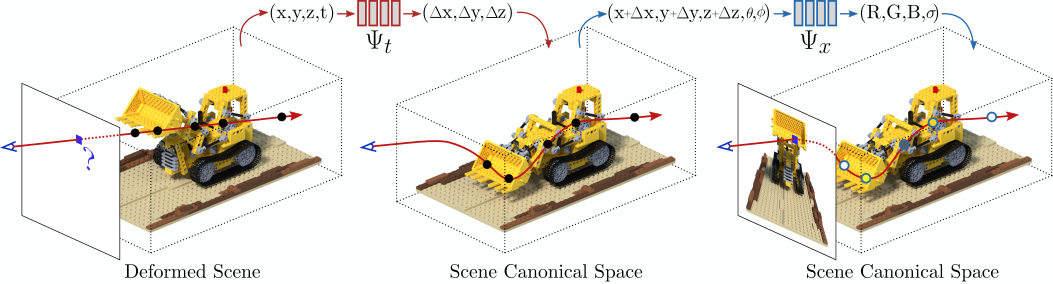 (x,y,z,t)
Ψt
(Δx,Δy,Δz)
(x+Δx,y+Δy,z+Δz,θ,ϕ)
Ψx
(R,G,B,σ)
?
Deformed Scene
Scene Canonical Space
Scene Canonical Space